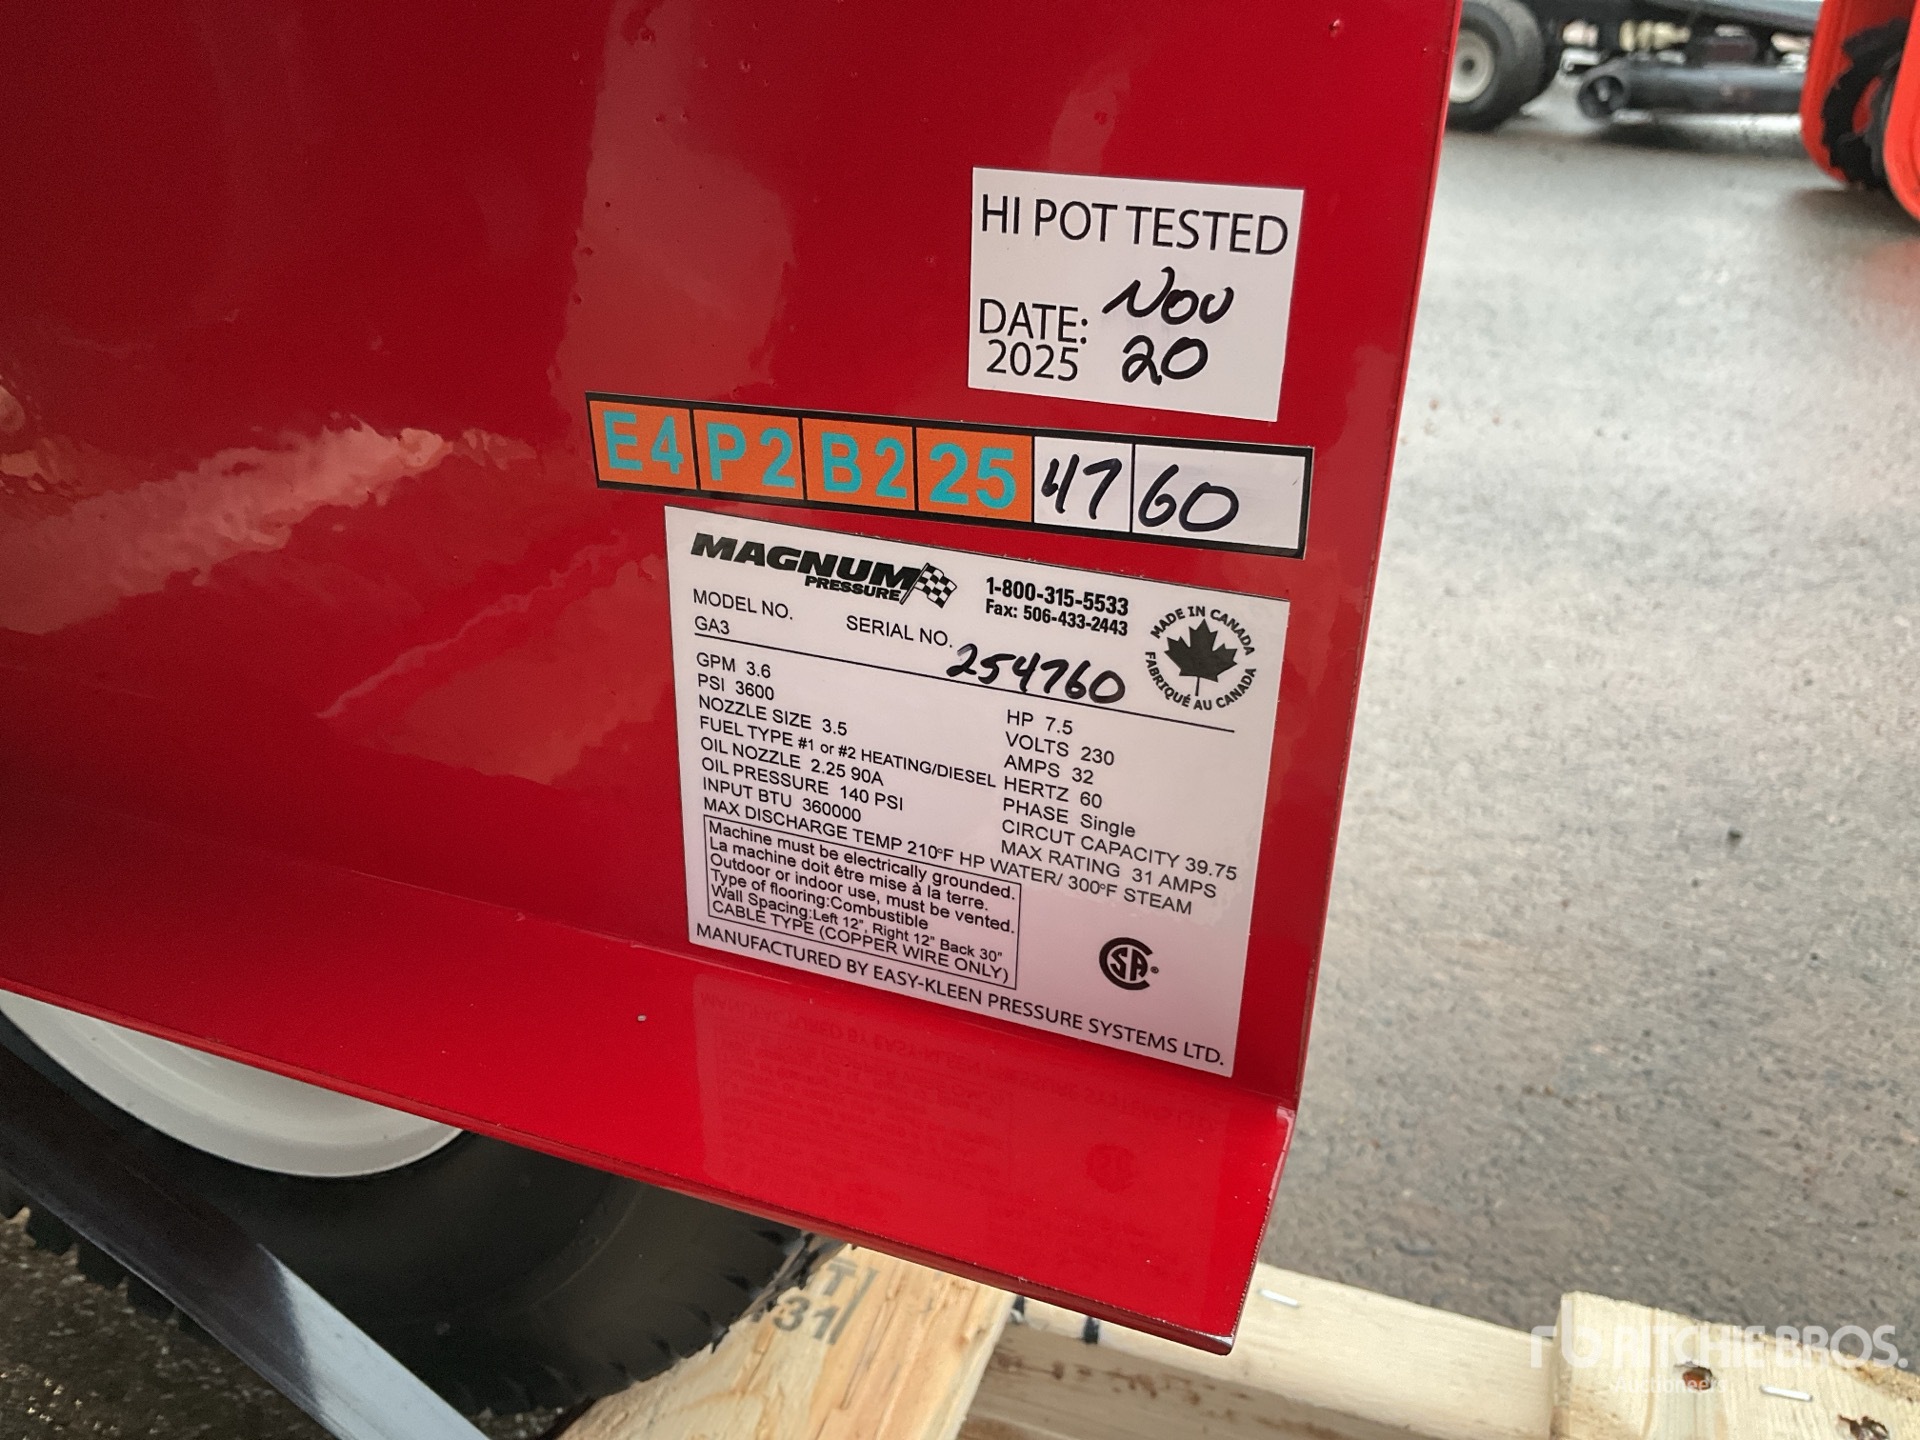 HI POT TESTED
DATE: Nov
2025 20
E4 P2 B2 25 47 60
MAGNUM
PRESSURE
1-800-315-5533
Fax: 506-433-2443
MADE IN CANADA
FABRIQUÉ AU CANADA
MODEL NO.
GA3
SERIAL NO. 254760
GPM 3.6
PSI 3600
NOZZLE SIZE 3.5
FUEL TYPE #1 or #2 HEATING/DIESEL
OIL NOZZLE 2.25 90A
OIL PRESSURE 140 PSI
INPUT BTU 360000
MAX DISCHARGE TEMP 210°F HP WATER/ 300°F STEAM
HP 7.5
VOLTS 230
AMPS 32
HERTZ 60
PHASE Single
CIRCUT CAPACITY 39.75
MAX RATING 31 AMPS
Machine must be electrically grounded.
La machine doit être mise à la terre.
Outdoor or indoor use, must be vented.
Type of flooring:Combustible
Wall Spacing:Left 12", Right 12" Back 30"
CABLE TYPE (COPPER WIRE ONLY)
CSA®
MANUFACTURED BY EASY-KLEEN PRESSURE SYSTEMS LTD.
31
rb RITCHIE BROS.
Auctioneers